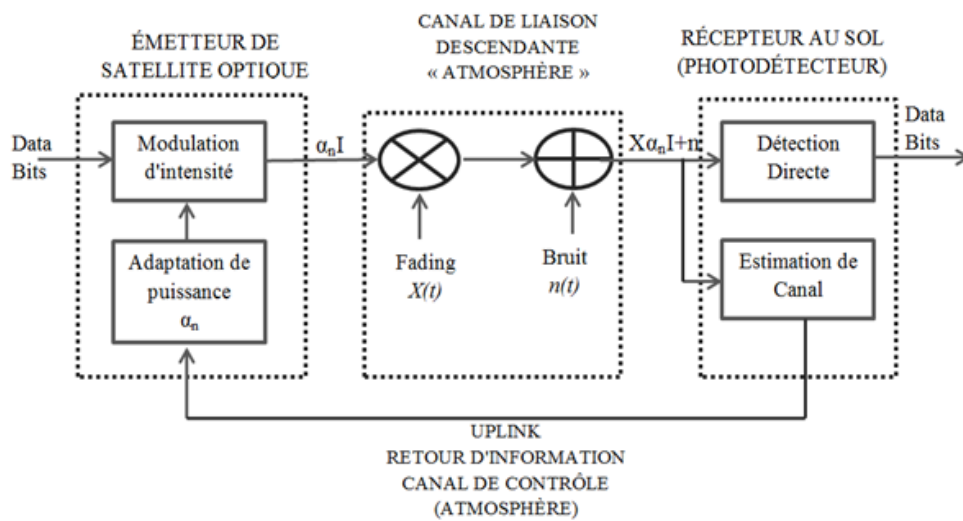 ÉMETTEUR DE
SATELLITE OPTIQUE
CANAL DE LIAISON
DESCENDANTE
« ATMOSPHÈRE »
RÉCEPTEUR AU SOL
(PHOTODÉTECTEUR)
Data
Bits
Modulation
d'intensité
αnI
Xαn​I+n
Détection
Directe
Data
Bits
Adaptation de
puissance
αn
Fading
X(t)
Bruit
n(t)
Estimation de
Canal
UPLINK
RETOUR D'INFORMATION
CANAL DE CONTRÔLE
(ATMOSPHÈRE)